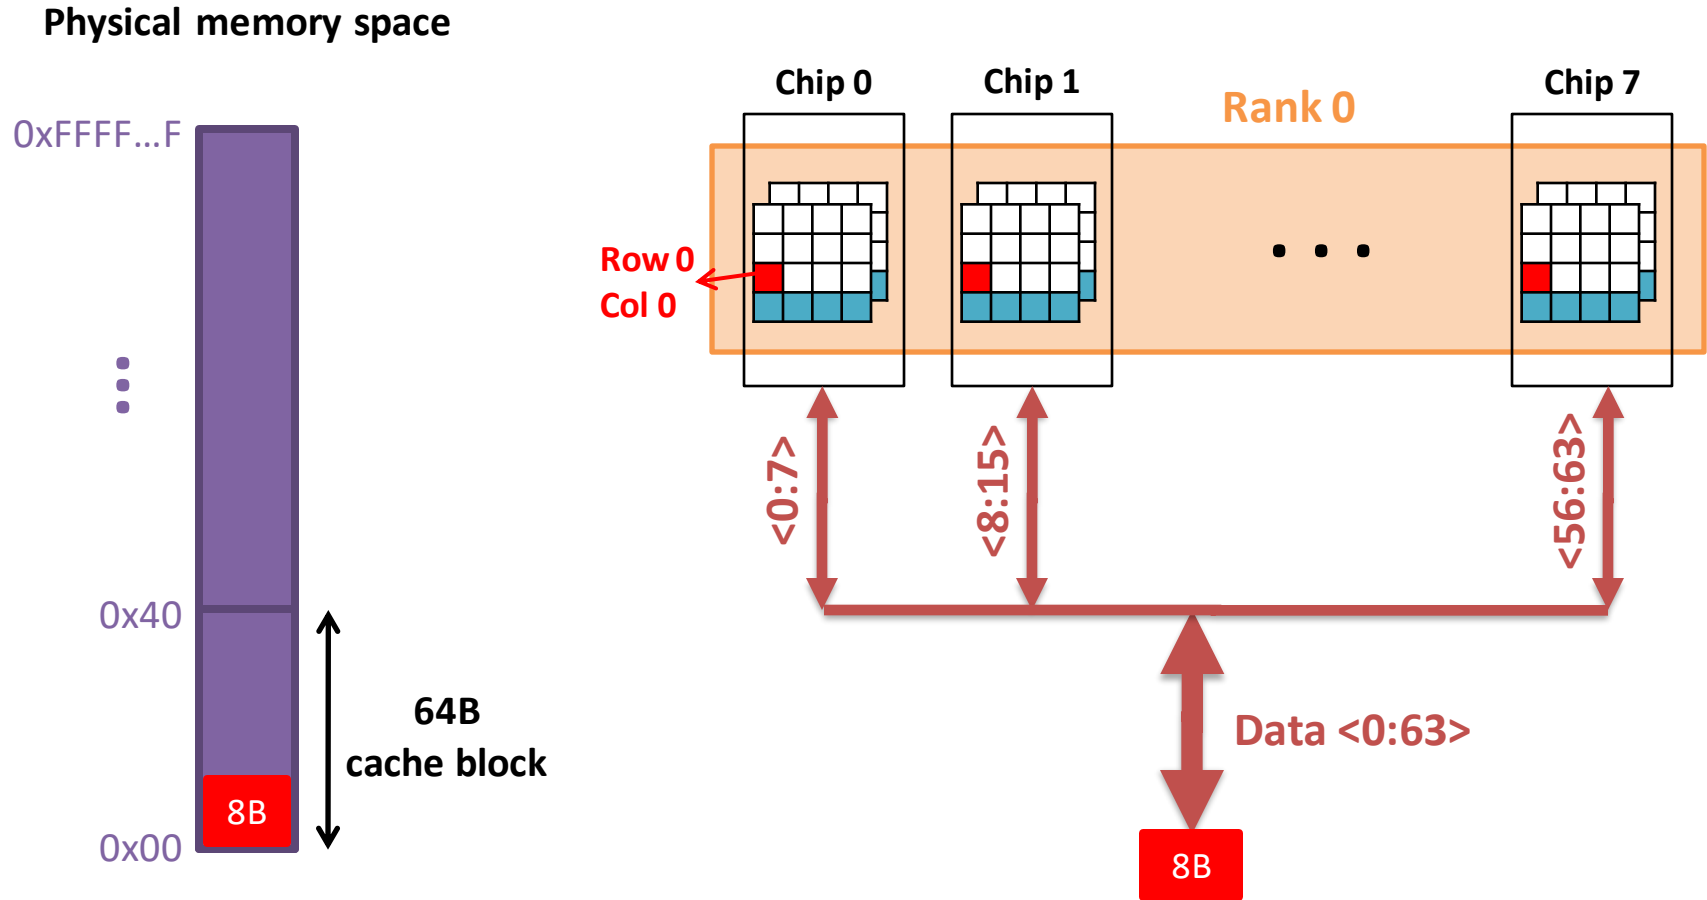 Physical memory space
0xFFFF...F
0x40
64B
cache block
8B
0x00
Chip 0
Chip 1
Rank 0
Chip 7
Row 0
Col 0
. . .
<0:7>
<8:15>
<56:63>
Data <0:63>
8B